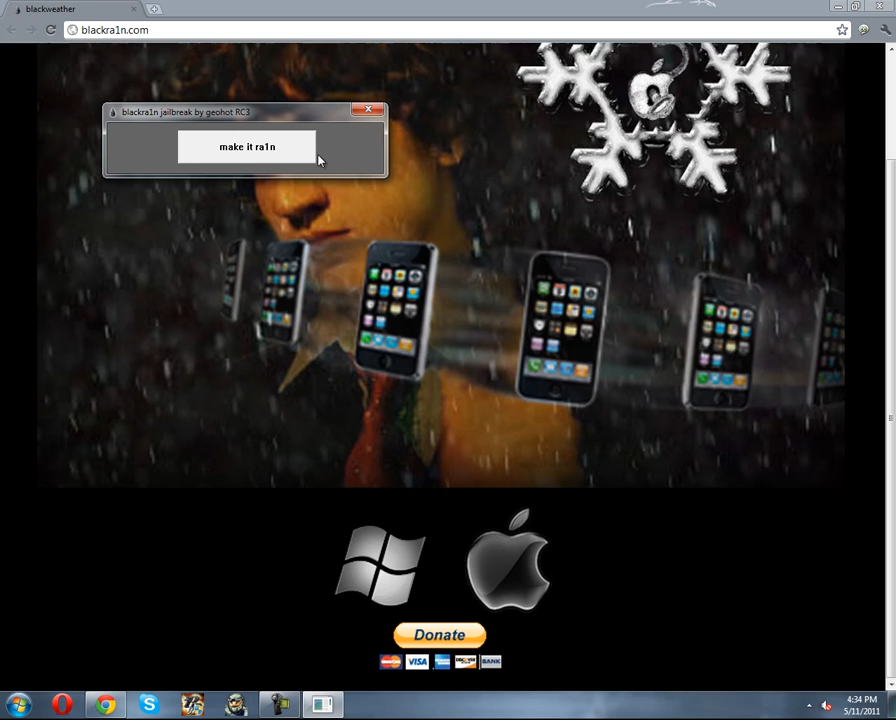 blackweather
blackra1n.com
blackra1n jailbreak by geohot RC3
make it ra1n
Donate
VISA
BANK
4:34 PM
5/11/2011